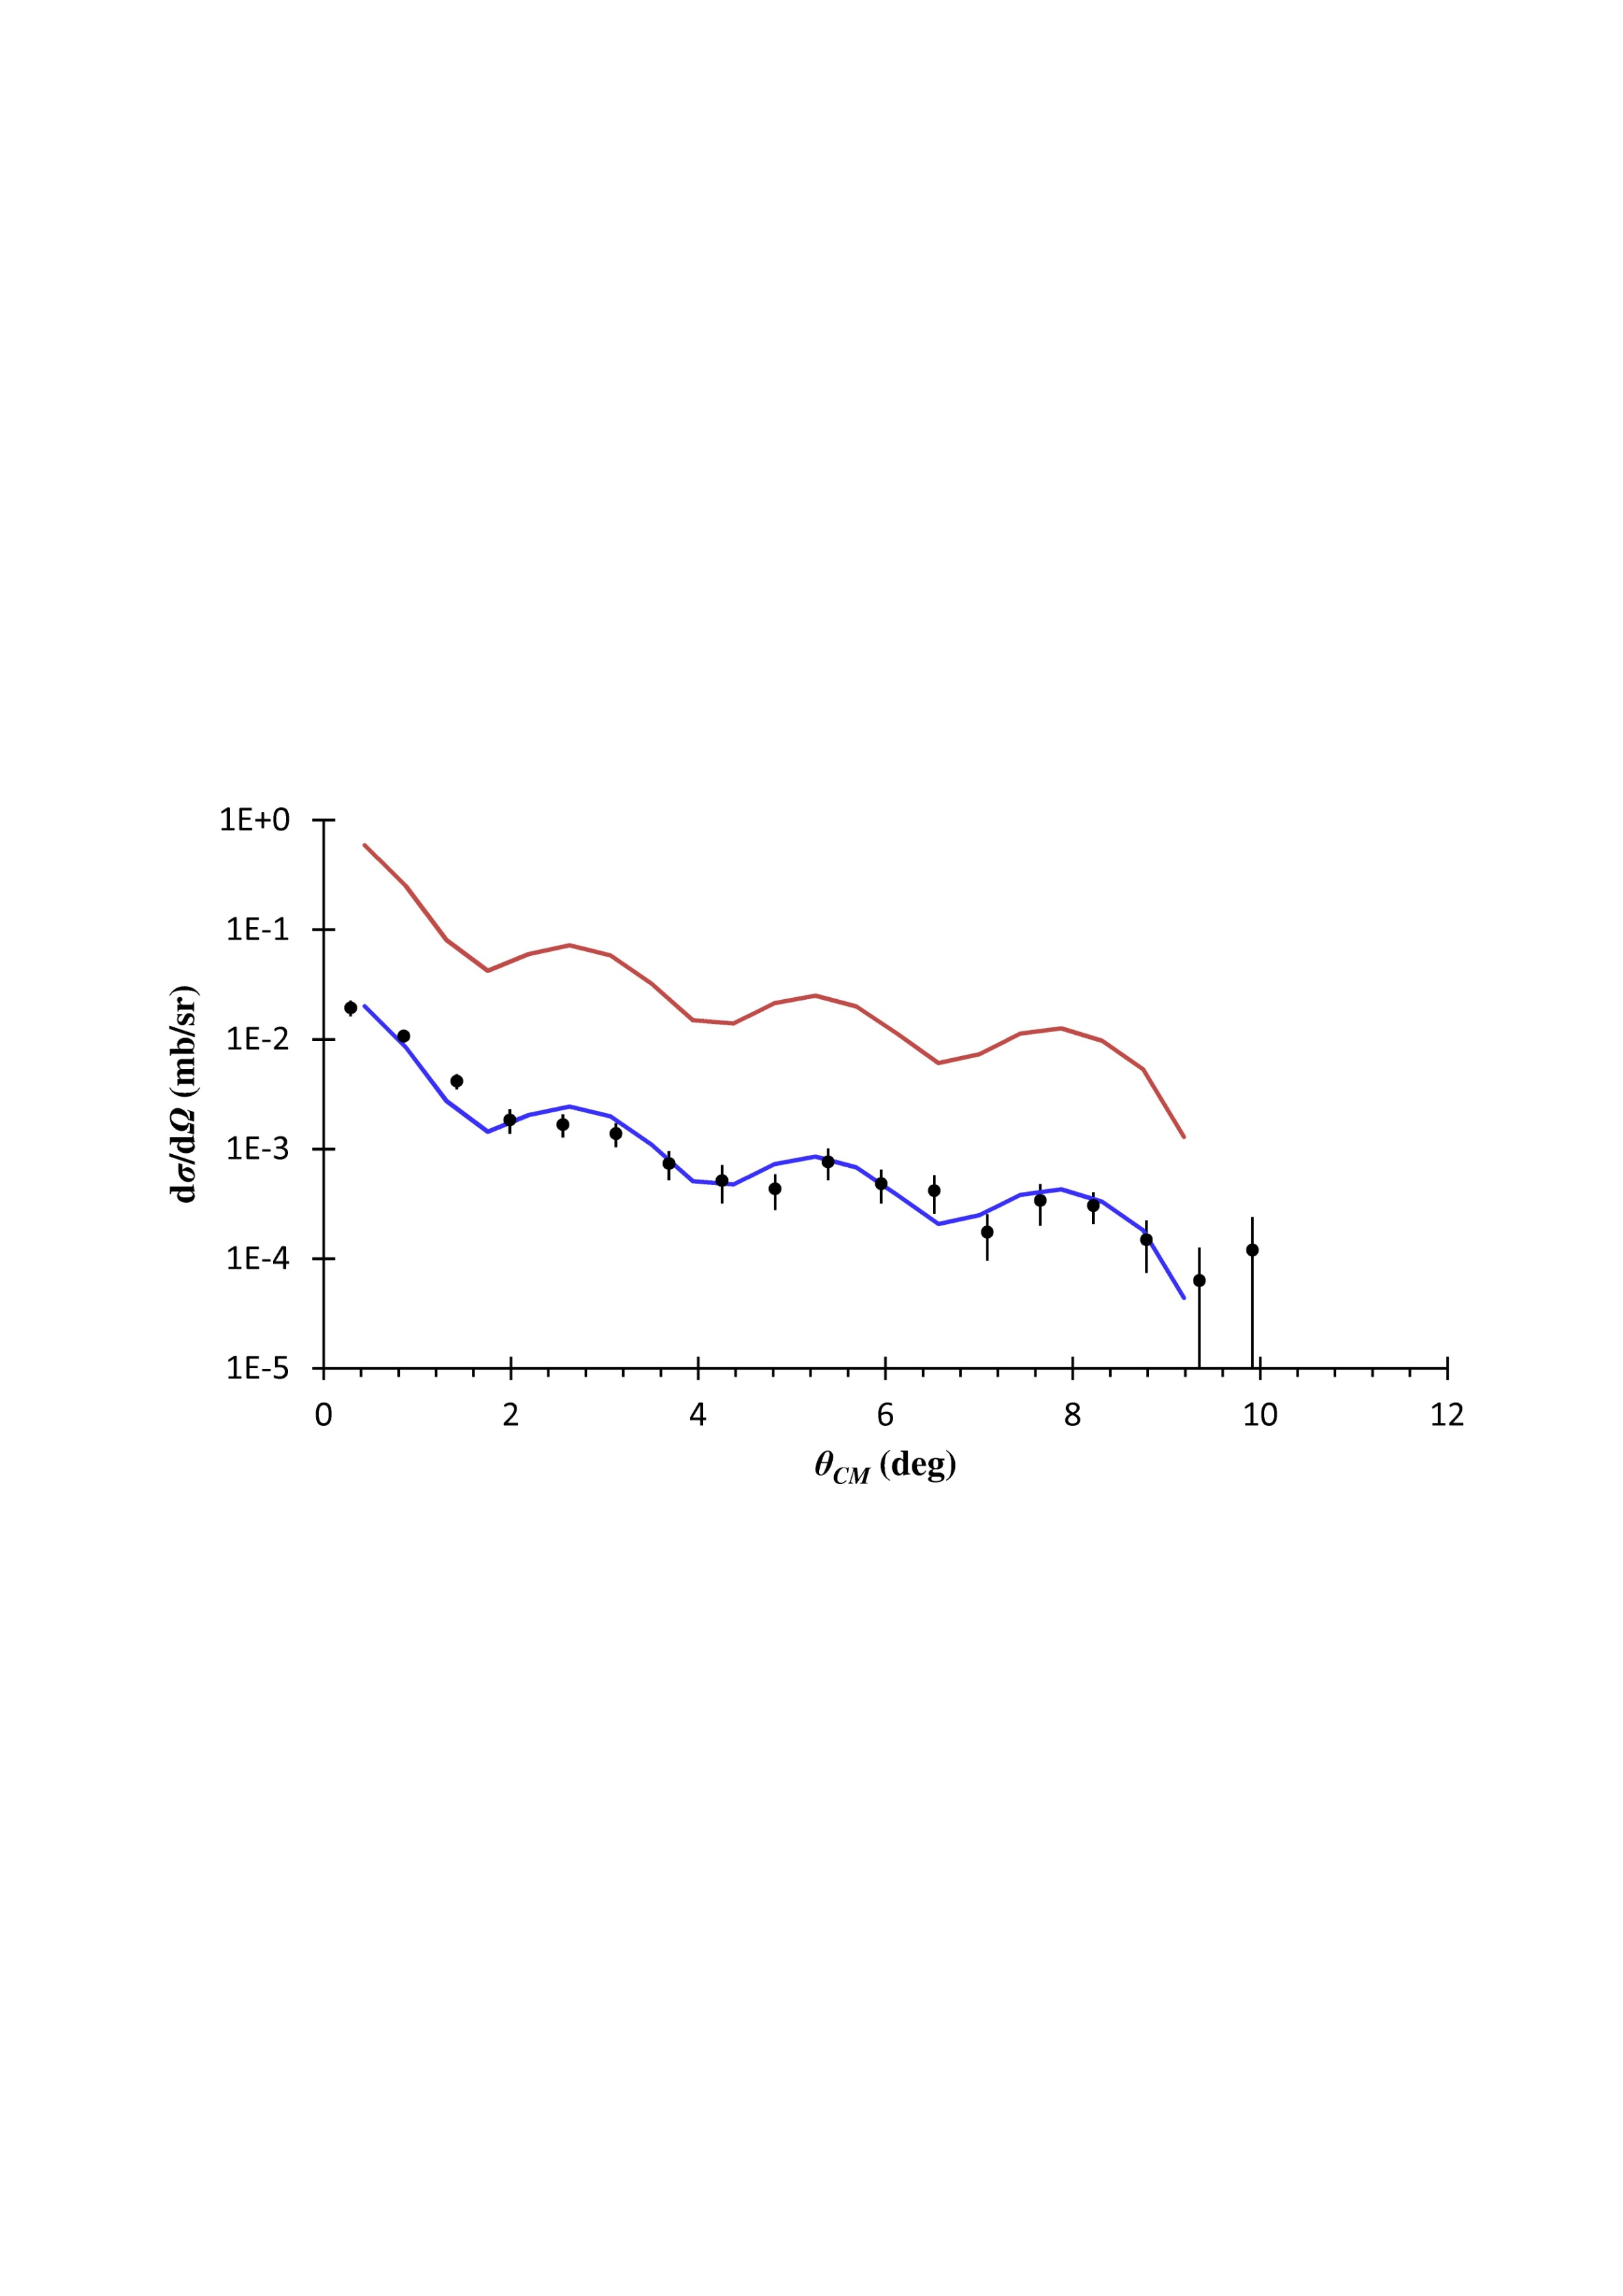 1E+0
1E-1
1E-2
1E-3
1E-4
1E-5
dσ/dΩ (mb/sr)
0 2 4 6 8 10 12
θCM (deg)